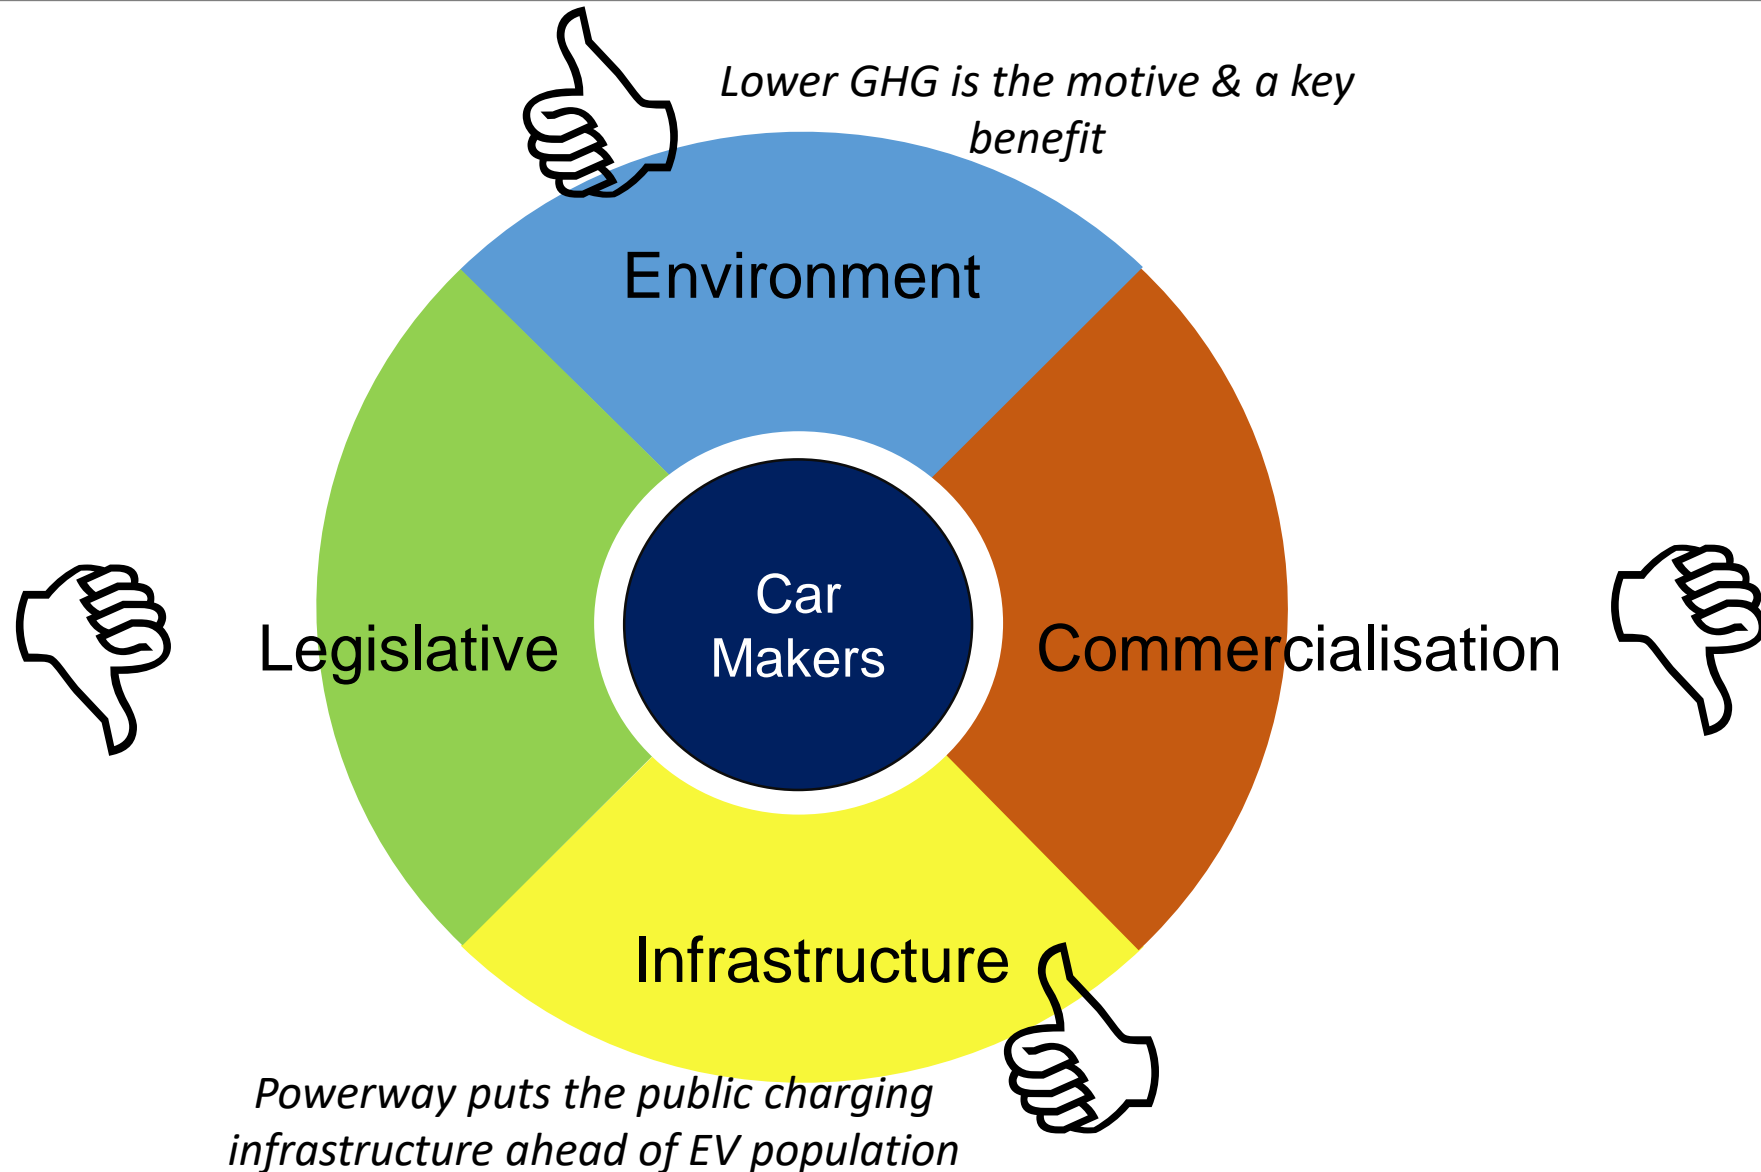 Lower GHG is the motive & a key
benefit
Environment
Legislative
Car
Makers
Commercialisation
Infrastructure
Powerway puts the public charging
infrastructure ahead of EV population